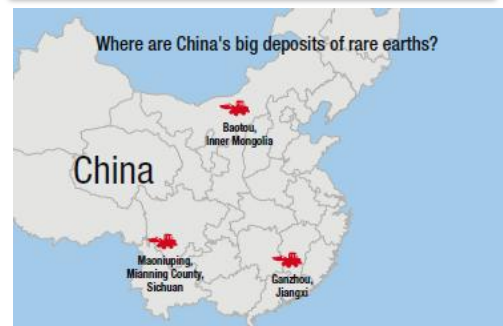 Where are China's big deposits of rare earths?
Baotou,
Inner Mongolia
China
Maoniuping,
Mianning County,
Sichuan
Ganzhou,
Jiangxi